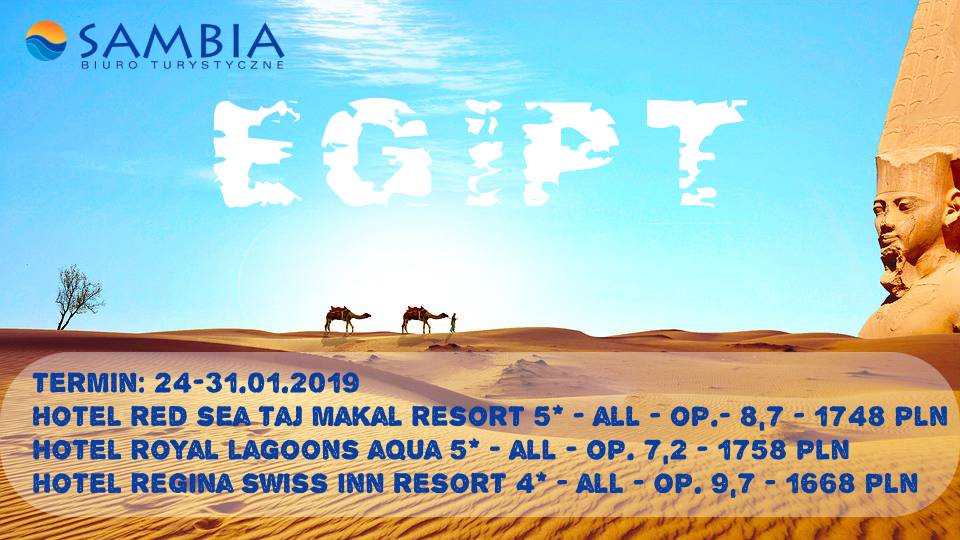 SAMBIA
BIURO TURYSTYCZNE
EGIPT
TERMIN: 24-31.01.2019
HOTEL RED SEA TAJ MAKAL RESORT 5* - ALL - OP.- 8,7 - 1748 PLN
HOTEL ROYAL LAGOONS AQUA 5* - ALL - OP. 7,2 - 1758 PLN
HOTEL REGINA SWISS INN RESORT 4* - ALL - OP. 9,7 - 1668 PLN